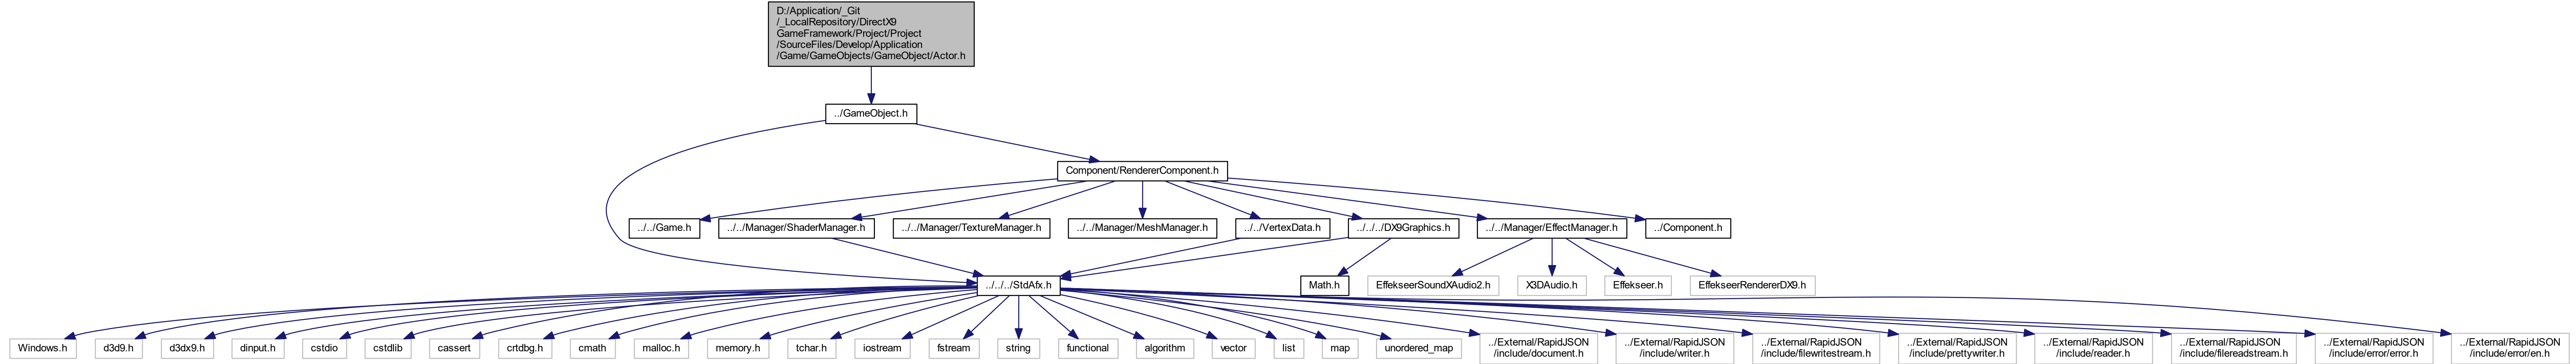 D:/Application/_Git
/_LocalRepository/DirectX9
GameFramework/Project/Project
/SourceFiles/Develop/Application
/Game/GameObjects/GameObject/Actor.h
../GameObject.h
Component/RendererComponent.h
../../Game.h
../../Manager/ShaderManager.h
../../Manager/TextureManager.h
../../Manager/MeshManager.h
../../VertexData.h
../../../DX9Graphics.h
../../Manager/EffectManager.h
../Component.h
../../../StdAfx.h
Math.h
EffekseerSoundXAudio2.h
X3DAudio.h
Effekseer.h
EffekseerRendererDX9.h
Windows.h
d3d9.h
d3dx9.h
dinput.h
cstdio
cstdlib
cassert
crtdbg.h
cmath
malloc.h
memory.h
tchar.h
iostream
fstream
string
functional
algorithm
vector
list
map
unordered_map
../External/RapidJSON
/include/document.h
../External/RapidJSON
/include/writer.h
../External/RapidJSON
/include/filewritestream.h
../External/RapidJSON
/include/prettywriter.h
../External/RapidJSON
/include/reader.h
../External/RapidJSON
/include/filereadstream.h
../External/RapidJSON
/include/error/error.h
../External/RapidJSON
/include/error/en.h